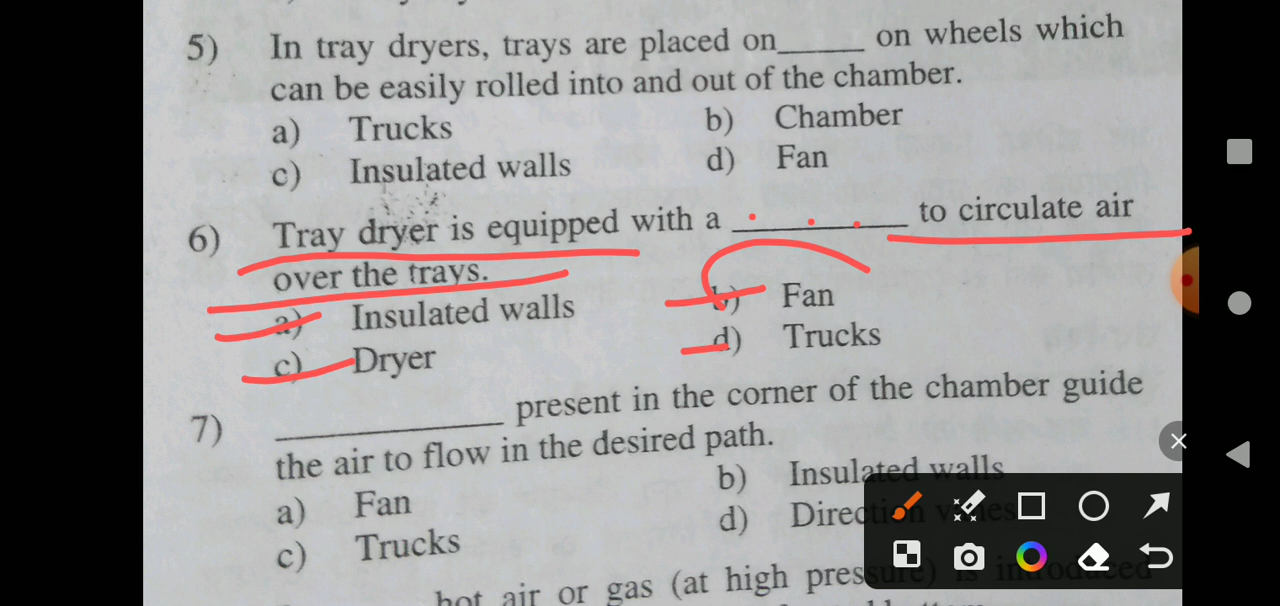 5) In tray dryers, trays are placed on_____ on wheels which
can be easily rolled into and out of the chamber.
a) Trucks b) Chamber
c) Insulated walls d) Fan
6) Tray dryer is equipped with a __________ to circulate air
over the trays.
a) Insulated walls b) Fan
c) Dryer d) Trucks
7) ____________ present in the corner of the chamber guide
the air to flow in the desired path.
a) Fan b) Insulated walls
c) Trucks d)
hot air or gas (at high pressure) is introduced